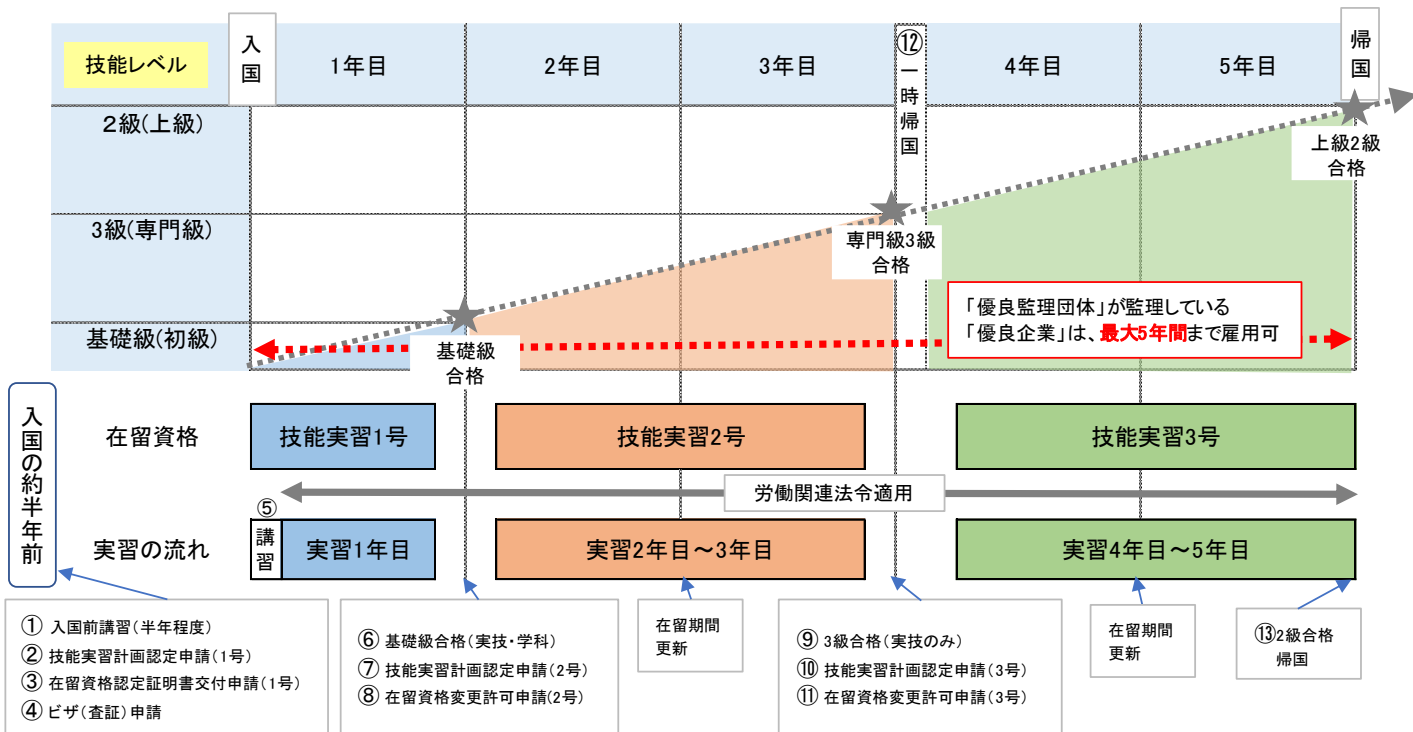 技能レベル
入国
1年目
2年目
3年目
⑫一時帰国
4年目
5年目
帰国
２級(上級)
上級2級
合格
3級(専門級)
専門級3級
合格
「優良監理団体」が監理している
「優良企業」は、最大5年間まで雇用可
基礎級(初級)
基礎級
合格
入国の約半年前
在留資格
技能実習1号
技能実習2号
技能実習3号
労働関連法令適用
実習の流れ
⑤
講習
実習1年目
実習2年目～3年目
実習4年目～5年目
① 入国前講習(半年程度)
② 技能実習計画認定申請(1号)
③ 在留資格認定証明書交付申請(1号)
④ ビザ(査証)申請
⑥ 基礎級合格(実技・学科)
⑦ 技能実習計画認定申請(2号)
⑧ 在留資格変更許可申請(2号)
在留期間
更新
⑨ 3級合格(実技のみ)
⑩ 技能実習計画認定申請(3号)
⑪ 在留資格変更許可申請(3号)
在留期間
更新
⑬2級合格
帰国